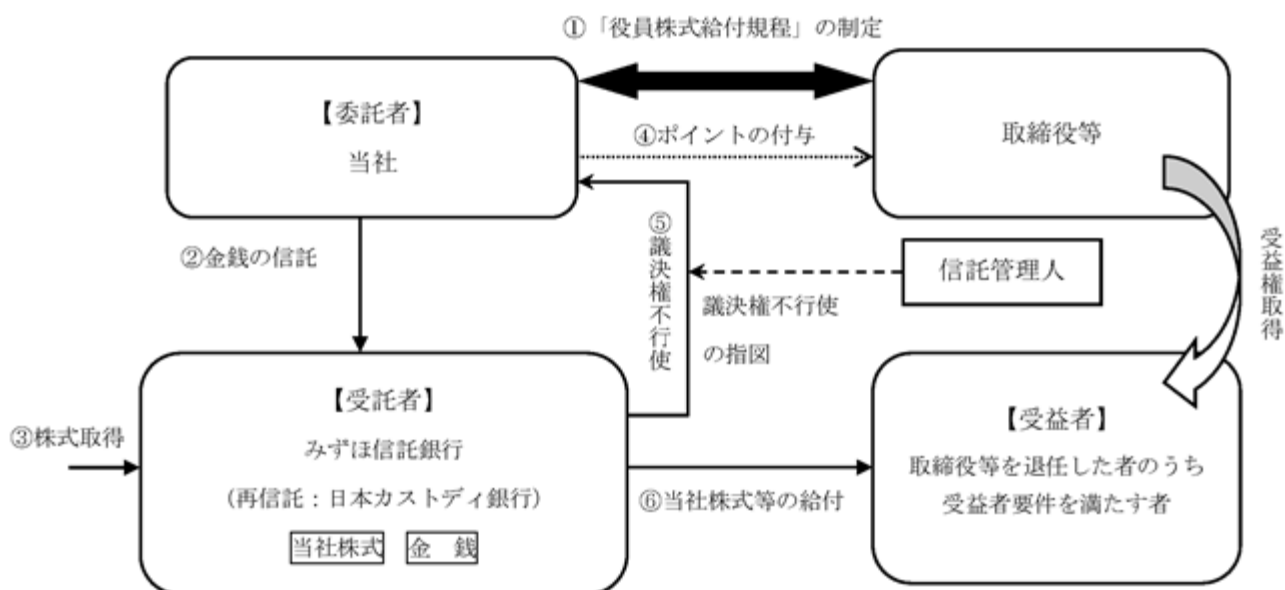 ①「役員株式給付規程」の制定
【委託者】
当社
④ポイントの付与
取締役等
②金銭の信託
⑤議決権不行使
議決権不行使
の指図
信託管理人
受益権取得
③株式取得
【受託者】
みずほ信託銀行
(再信託：日本カストディ銀行)
当社株式 金　銭
⑥当社株式等の給付
【受益者】
取締役等を退任した者のうち
受益者要件を満たす者